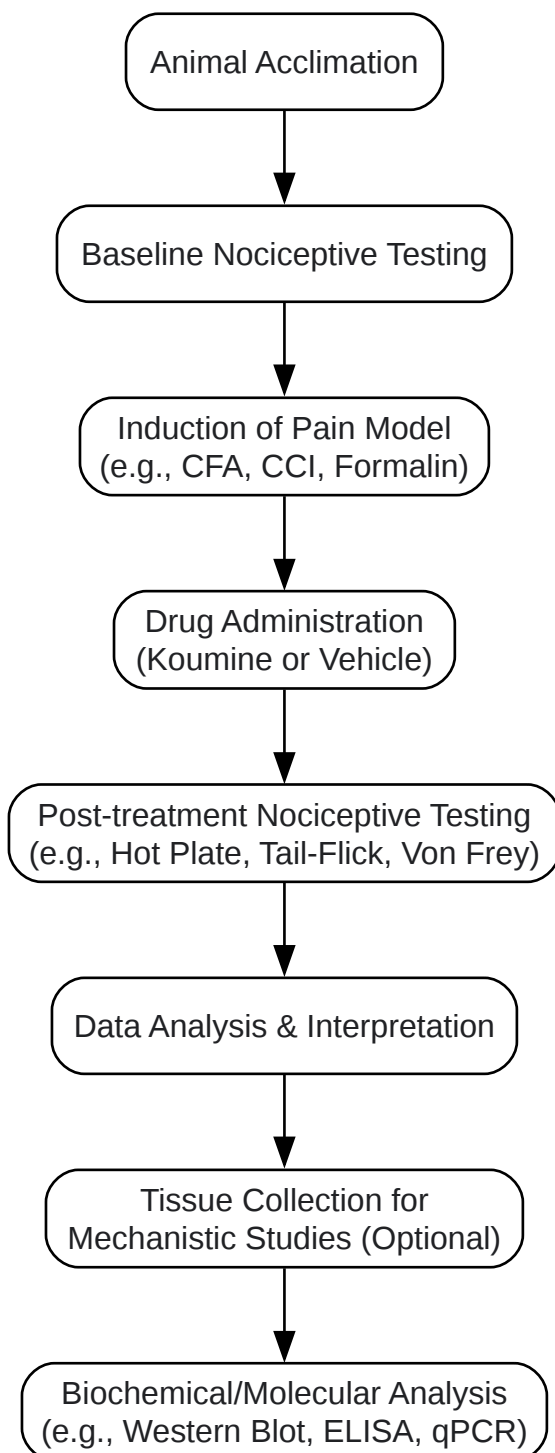 Animal Acclimation
Baseline Nociceptive Testing
Induction of Pain Model
(e.g., CFA, CCI, Formalin)
Drug Administration
(Koumine or Vehicle)
Post-treatment Nociceptive Testing
(e.g., Hot Plate, Tail-Flick, Von Frey)
Data Analysis & Interpretation
Tissue Collection for
Mechanistic Studies (Optional)
Biochemical/Molecular Analysis
(e.g., Western Blot, ELISA, qPCR)